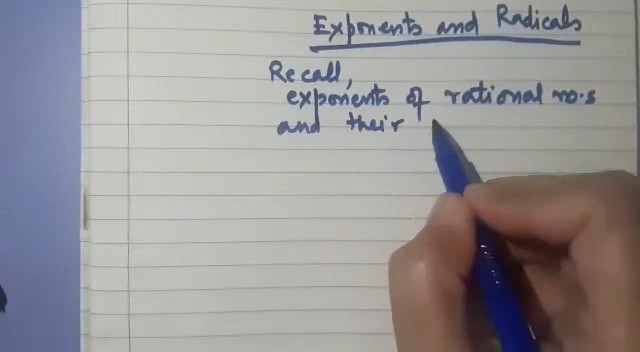 Exponents and Radicals
Recall,
exponents of rational no.s
and their